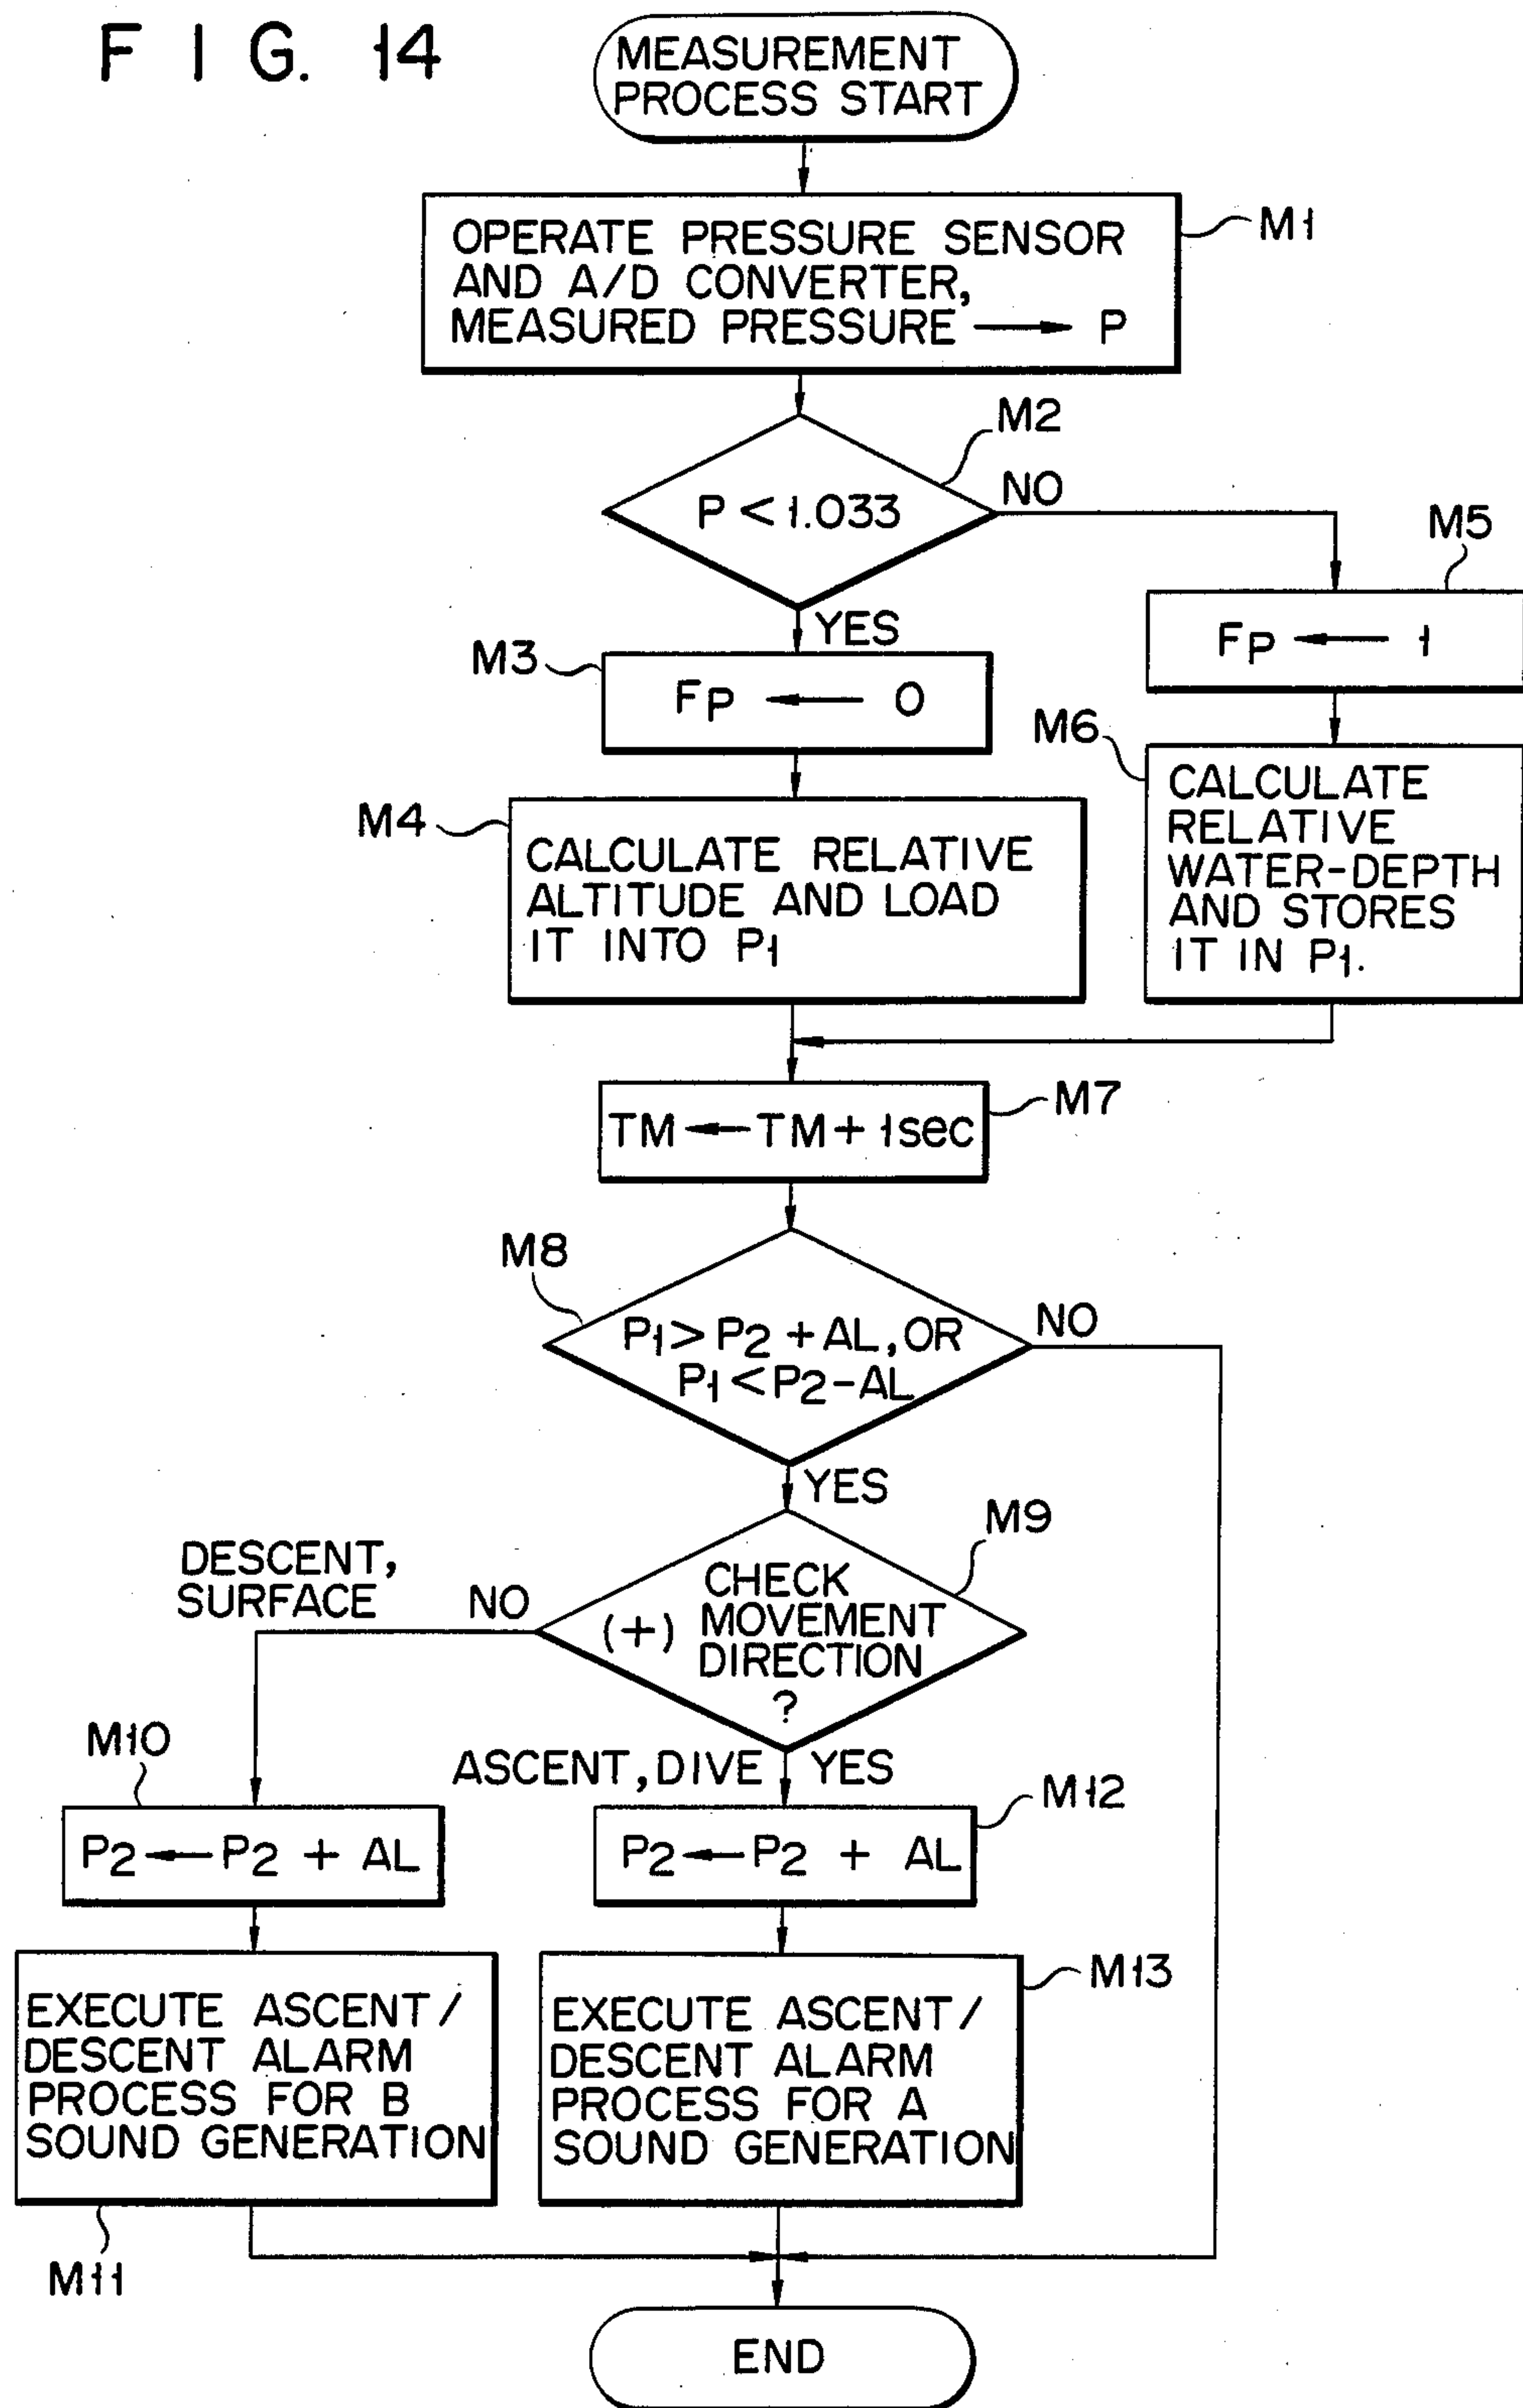 FIG. 14
MEASUREMENT
PROCESS START
OPERATE PRESSURE SENSOR
AND A/D CONVERTER,
MEASURED PRESSURE → P
M1
M2
P < 1.033
NO
YES
M5
FP ← 1
M3
FP ← 0
M6
CALCULATE
RELATIVE
WATER-DEPTH
AND STORES
IT IN P1.
M4
CALCULATE RELATIVE
ALTITUDE AND LOAD
IT INTO P1
TM ← TM + 1sec
M7
M8
P1 > P2 + AL, OR
P1 < P2 - AL
NO
YES
M9
CHECK
(+) MOVEMENT
DIRECTION
?
DESCENT,
SURFACE
NO
ASCENT, DIVE YES
M10
P2 ← P2 + AL
M12
P2 ← P2 + AL
EXECUTE ASCENT/
DESCENT ALARM
PROCESS FOR B
SOUND GENERATION
M11
EXECUTE ASCENT/
DESCENT ALARM
PROCESS FOR A
SOUND GENERATION
M13
END